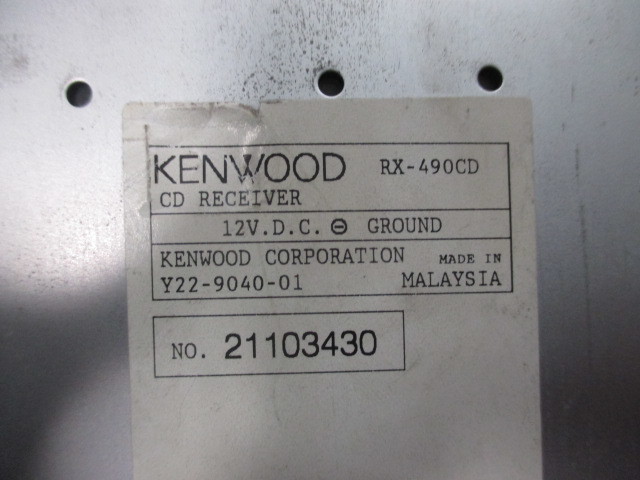 KENWOOD RX-490CD
CD RECEIVER
12V.D.C. ⊖ GROUND
KENWOOD CORPORATION MADE IN
Y22-9040-01 MALAYSIA
NO. 21103430